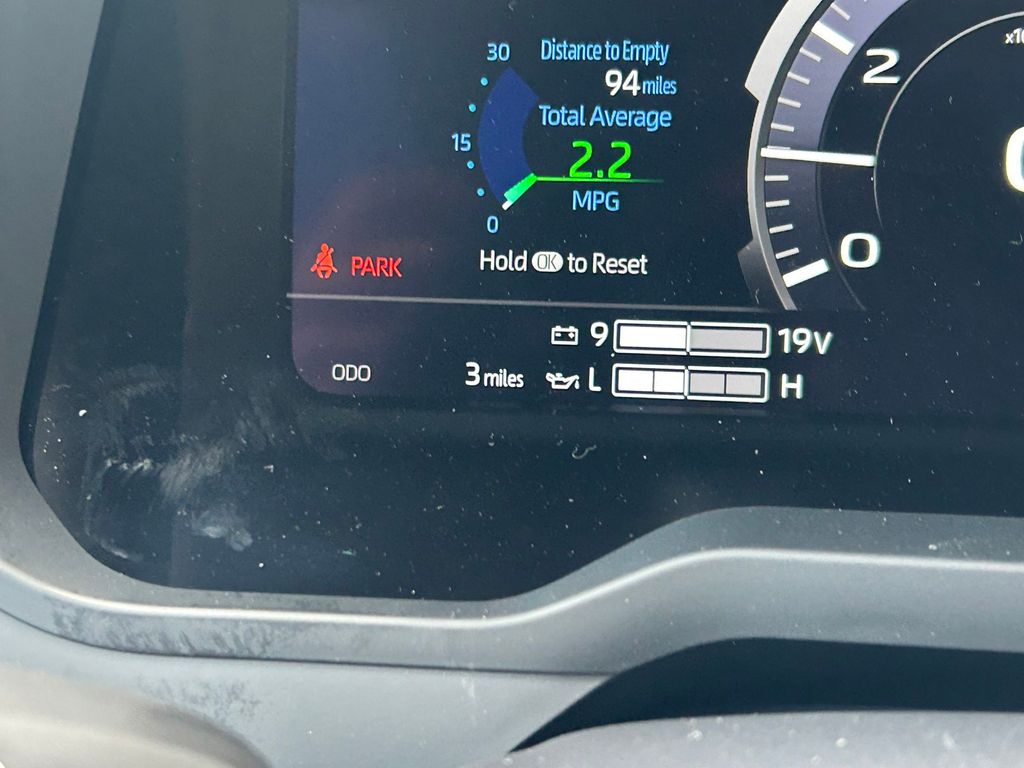 30
Distance to Empty
94 miles
Total Average
15
2.2
MPG
0
PARK
Hold OK to Reset
9 19V
ODO 3 miles L H
2
0